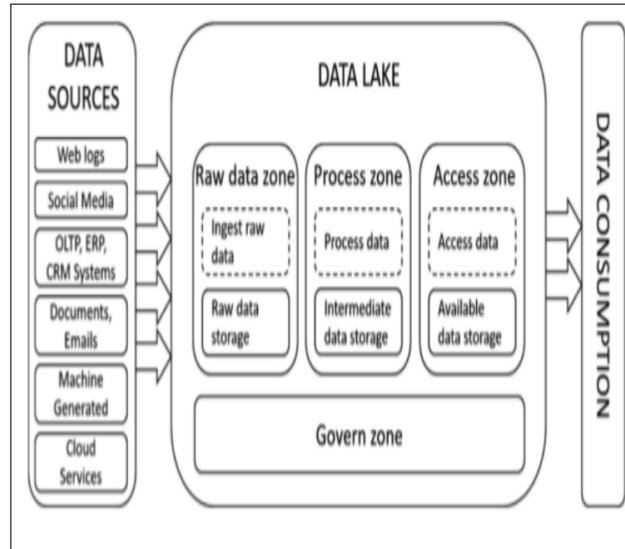 DATA
SOURCES
Web logs
Social Media
OLTP, ERP,
CRM Systems
Documents,
Emails
Machine
Generated
Cloud
Services
DATA LAKE
Raw data zone
Ingest raw
data
Raw data
storage
Process zone
Process data
Intermediate
data storage
Access zone
Access data
Available
data storage
Govern zone
DATA CONSUMPTION